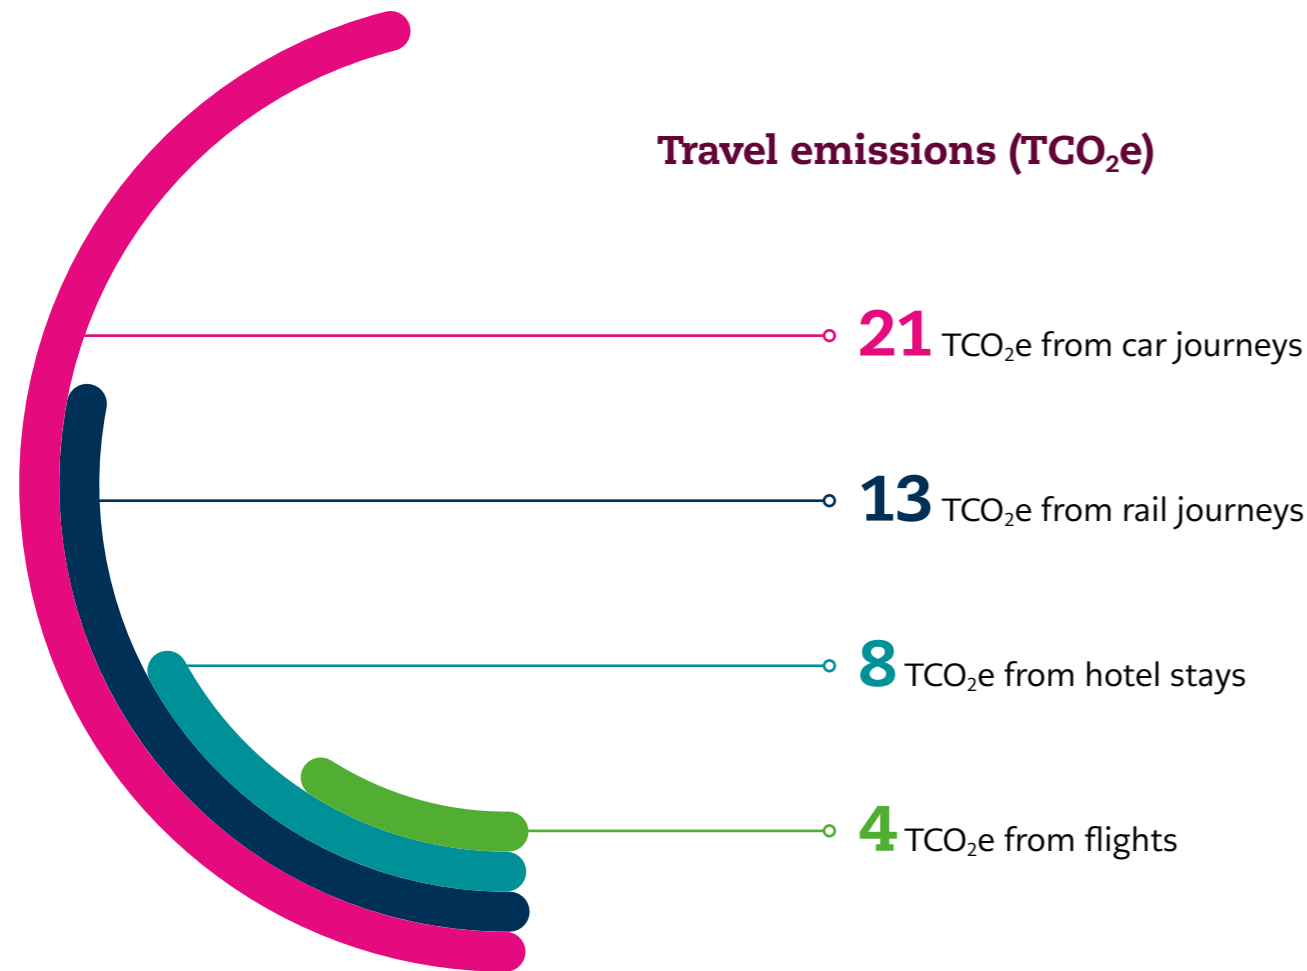 Travel emissions (TCO₂e)
21 TCO₂e from car journeys
13 TCO₂e from rail journeys
8 TCO₂e from hotel stays
4 TCO₂e from flights